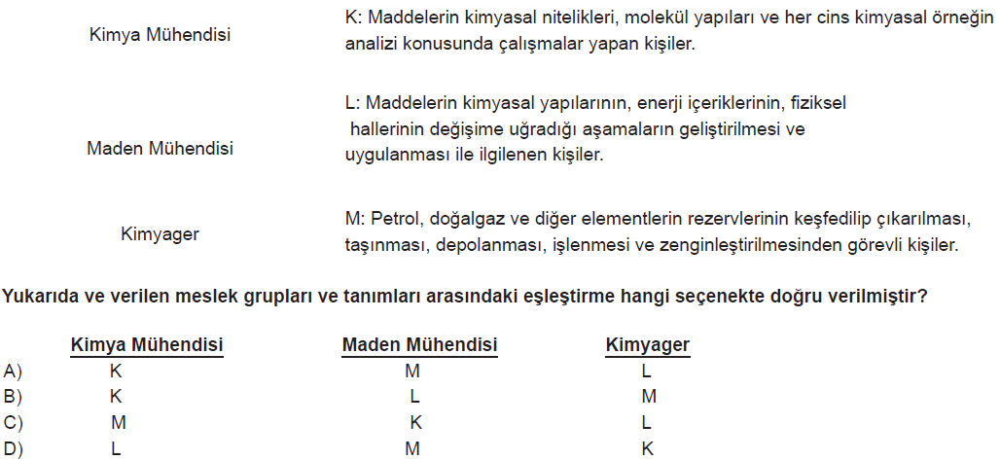 Kimya Mühendisi
K: Maddelerin kimyasal nitelikleri, molekül yapıları ve her cins kimyasal örneğin
analizi konusunda çalışmalar yapan kişiler.
Maden Mühendisi
L: Maddelerin kimyasal yapılarının, enerji içeriklerinin, fiziksel
hallerinin değişime uğradığı aşamaların geliştirilmesi ve
uygulanması ile ilgilenen kişiler.
Kimyager
M: Petrol, doğalgaz ve diğer elementlerin rezervlerinin keşfedilip çıkarılması,
taşınması, depolanması, işlenmesi ve zenginleştirilmesinden görevli kişiler.
Yukarıda ve verilen meslek grupları ve tanımları arasındaki eşleştirme hangi seçenekte doğru verilmiştir?
Kimya Mühendisi Maden Mühendisi Kimyager
A) K M L
B) K L M
C) M K L
D) L M K